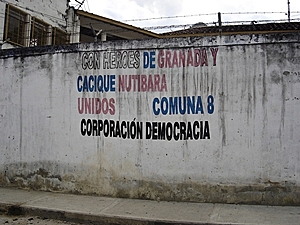 CON HEROES DE GRANADA Y
CACIQUE NUTIBARA
UNIDOS COMUNA 8
CORPORACIÓN DEMOCRACIA